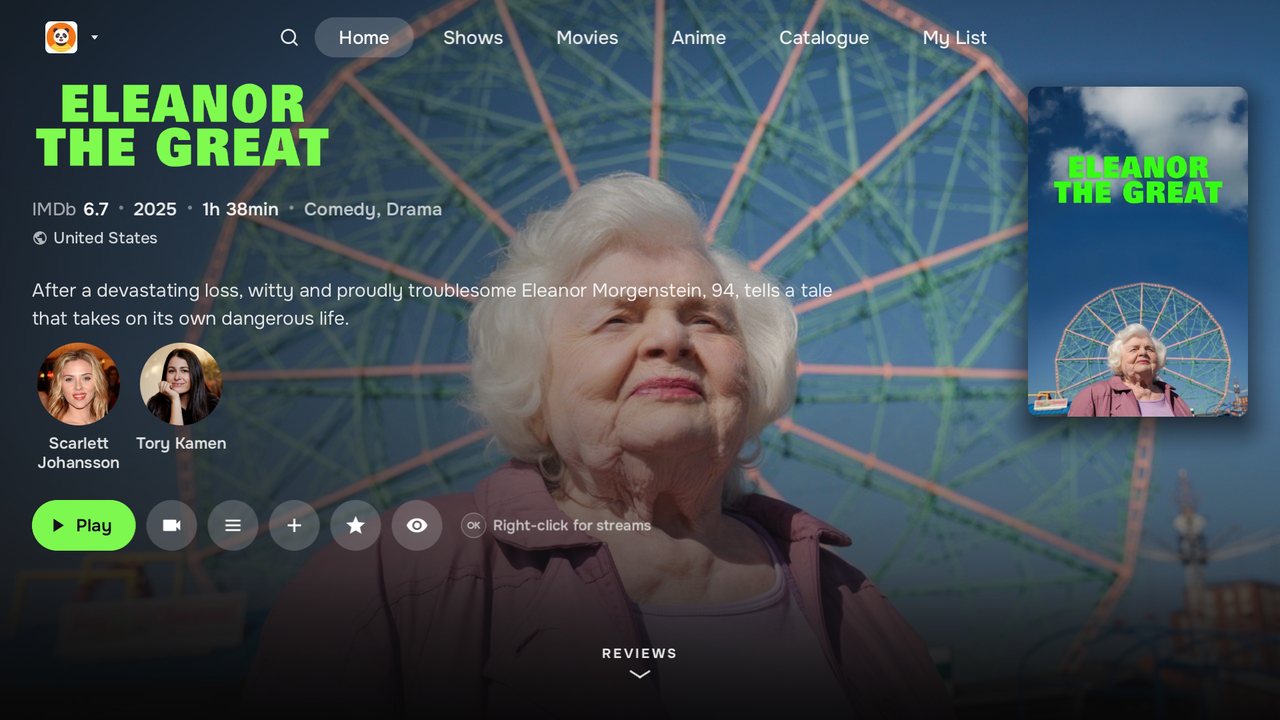 Home
Shows
Movies
Anime
Catalogue
My List
ELEANOR
THE GREAT
IMDb 6.7 • 2025 • 1h 38min • Comedy, Drama
United States
After a devastating loss, witty and proudly troublesome Eleanor Morgenstein, 94, tells a tale
that takes on its own dangerous life.
Scarlett
Johansson
Tory Kamen
Play
OK Right-click for streams
REVIEWS
ELEANOR
THE GREAT